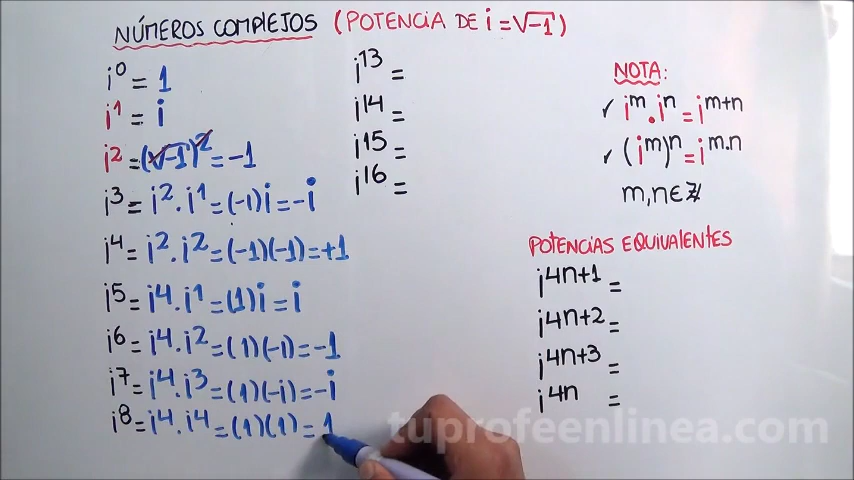 NÚMEROS COMPLEJOS (POTENCIA DE i = √-1)
i⁰ = 1
i¹ = i
i² = (√-1)² = -1
i³ = i² . i¹ = (-1)i = -i
i⁴ = i² . i² = (-1)(-1) = +1
i⁵ = i⁴ . i¹ = (1)i = i
i⁶ = i⁴ . i² = (1)(-1) = -1
i⁷ = i⁴ . i³ = (1)(-i) = -i
i⁸ = i⁴ . i⁴ = (1)(1) = 1
i¹³ =
i¹⁴ =
i¹⁵ =
i¹⁶ =
NOTA:
✓ iᵐ . iⁿ = iᵐ⁺ⁿ
✓ (iᵐ)ⁿ = iᵐ·ⁿ
m,n ∈ ℤ
POTENCIAS EQUIVALENTES
i⁴ⁿ⁺¹ =
i⁴ⁿ⁺² =
i⁴ⁿ⁺³ =
i⁴ⁿ =
tuprofeenlinea.com